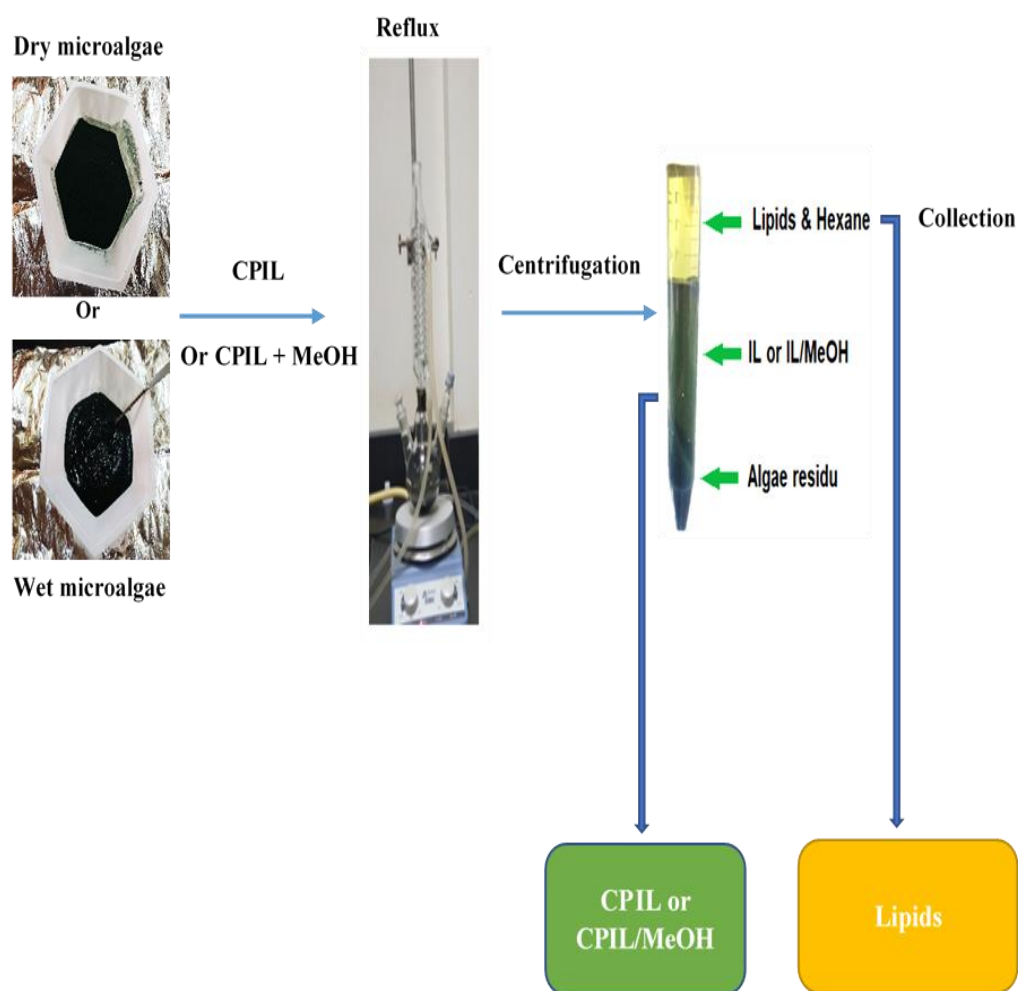 Dry microalgae
Or
Wet microalgae
CPIL
Or CPIL + MeOH
Reflux
Centrifugation
Lipids & Hexane
IL or IL/MeOH
Algae residu
Collection
CPIL or
CPIL/MeOH
Lipids